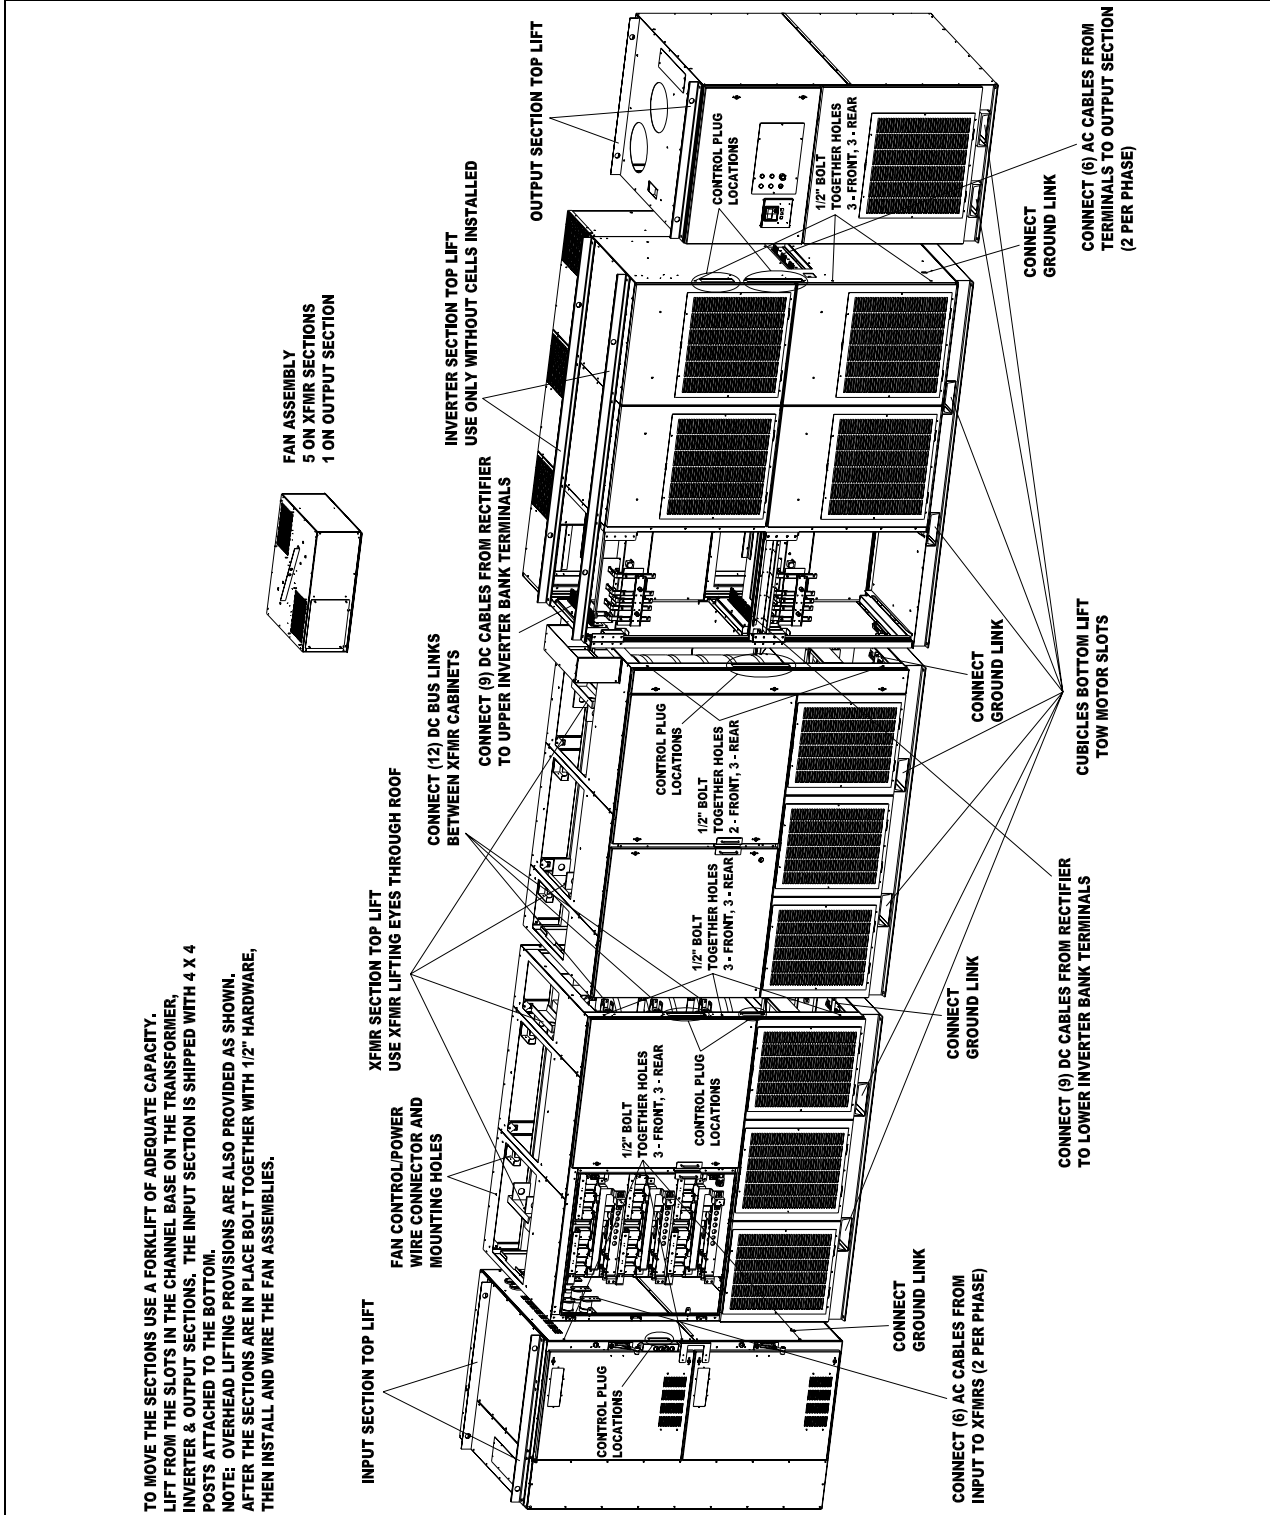 TO MOVE THE SECTIONS USE A FORKLIFT OF ADEQUATE CAPACITY.
LIFT FROM THE SLOTS IN THE CHANNEL BASE ON THE TRANSFORMER,
INVERTER & OUTPUT SECTIONS. THE INPUT SECTION IS SHIPPED WITH 4 X 4
POSTS ATTACHED TO THE BOTTOM.
NOTE: OVERHEAD LIFTING PROVISIONS ARE ALSO PROVIDED AS SHOWN.
AFTER THE SECTIONS ARE IN PLACE BOLT TOGETHER WITH 1/2" HARDWARE,
THEN INSTALL AND WIRE THE FAN ASSEMBLIES.
FAN ASSEMBLY
5 ON XFMR SECTIONS
1 ON OUTPUT SECTION
INPUT SECTION TOP LIFT
FAN CONTROL/POWER
WIRE CONNECTOR AND
MOUNTING HOLES
XFMR SECTION TOP LIFT
USE XFMR LIFTING EYES THROUGH ROOF
CONNECT (12) DC BUS LINKS
BETWEEN XFMR CABINETS
CONNECT (9) DC CABLES FROM RECTIFIER
TO UPPER INVERTER BANK TERMINALS
INVERTER SECTION TOP LIFT
USE ONLY WITHOUT CELLS INSTALLED
OUTPUT SECTION TOP LIFT
CONTROL PLUG
LOCATIONS
1/2" BOLT
TOGETHER HOLES
3 - FRONT, 3 - REAR
CONTROL PLUG
LOCATIONS
1/2" BOLT
TOGETHER HOLES
3 - FRONT, 3 - REAR
CONTROL PLUG
LOCATIONS
1/2" BOLT
TOGETHER HOLES
2 - FRONT, 3 - REAR
CONTROL PLUG
LOCATIONS
1/2" BOLT
TOGETHER HOLES
3 - FRONT, 3 - REAR
CONNECT (6) AC CABLES FROM
INPUT TO XFMRS (2 PER PHASE)
CONNECT
GROUND LINK
CONNECT
GROUND LINK
CONNECT (9) DC CABLES FROM RECTIFIER
TO LOWER INVERTER BANK TERMINALS
CONNECT
GROUND LINK
CUBICLES BOTTOM LIFT
TOW MOTOR SLOTS
CONNECT
GROUND LINK
CONNECT (6) AC CABLES FROM
TERMINALS TO OUTPUT SECTION
(2 PER PHASE)